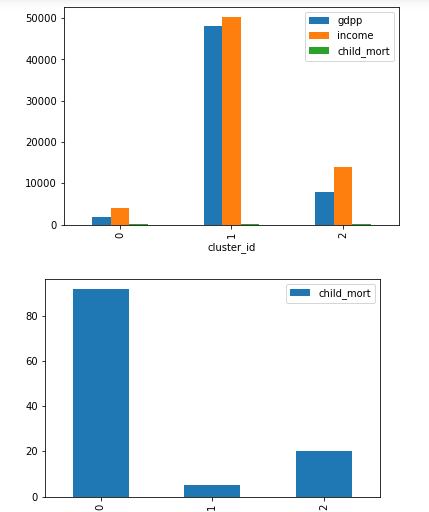 50000
40000
30000
20000
10000
0
gdpp
income
child_mort
0 1 2
cluster_id
80
60
40
20
0
child_mort
0 1 2